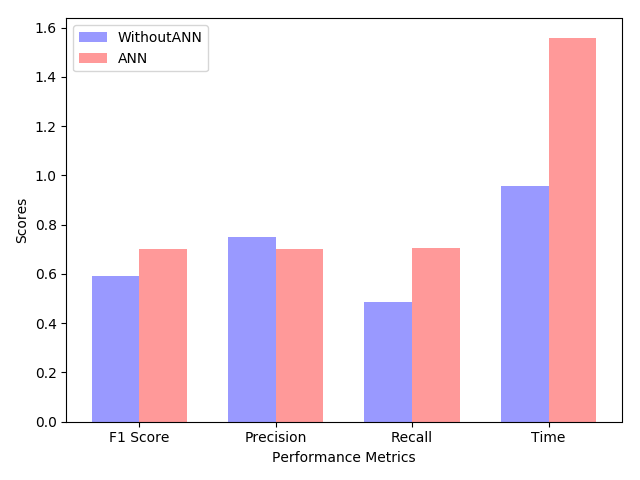 WithoutANN
ANN
Scores
1.6
1.4
1.2
1.0
0.8
0.6
0.4
0.2
0.0
F1 Score Precision Recall Time
Performance Metrics